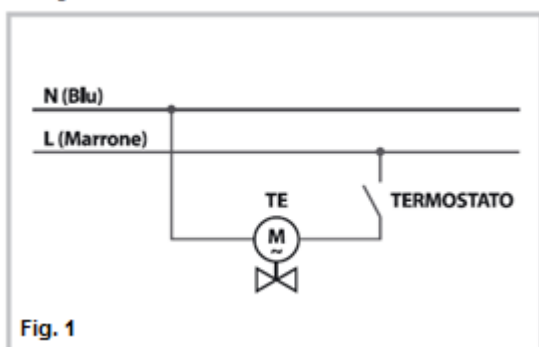 N (Blu)
L (Marrone)
TE
TERMOSTATO
M
~
Fig. 1